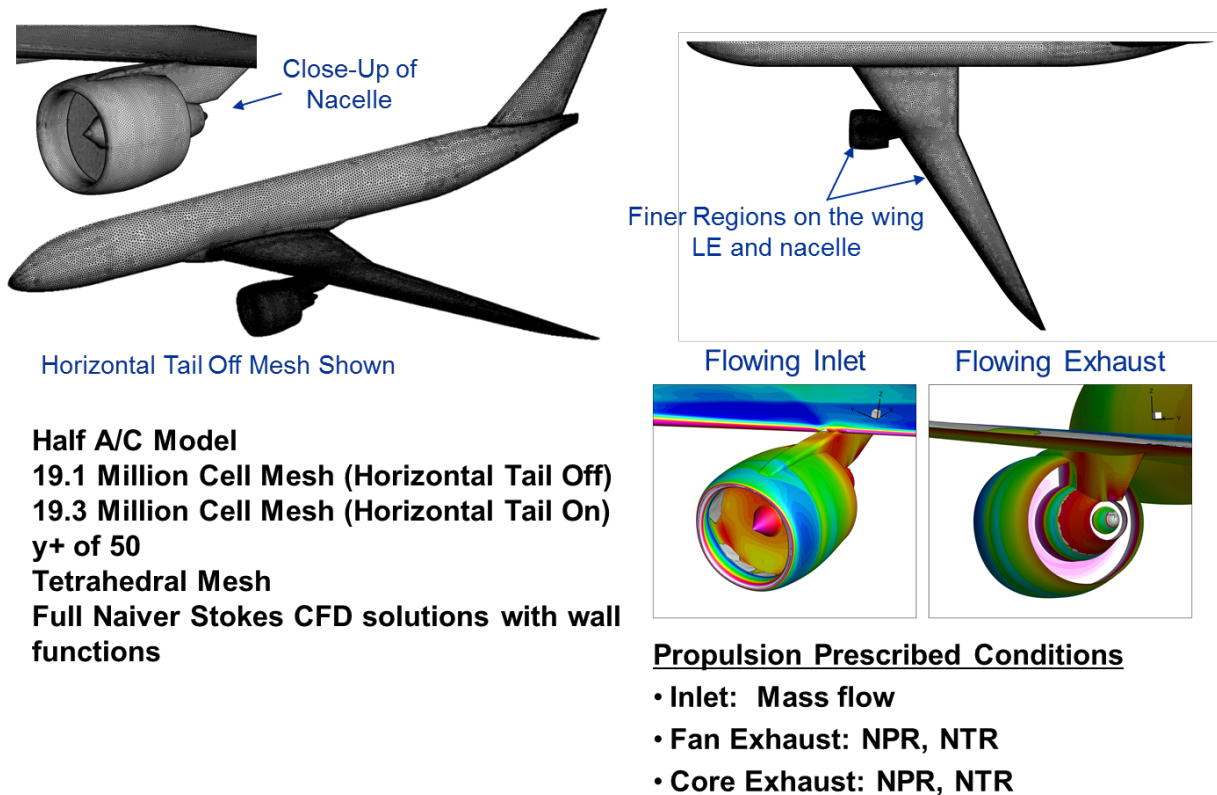 Close-Up of
Nacelle
Finer Regions on the wing
LE and nacelle
Horizontal Tail Off Mesh Shown
Flowing Inlet
Flowing Exhaust
Half A/C Model
19.1 Million Cell Mesh (Horizontal Tail Off)
19.3 Million Cell Mesh (Horizontal Tail On)
y+ of 50
Tetrahedral Mesh
Full Naiver Stokes CFD solutions with wall
functions
Propulsion Prescribed Conditions
• Inlet:  Mass flow
• Fan Exhaust: NPR, NTR
• Core Exhaust: NPR, NTR